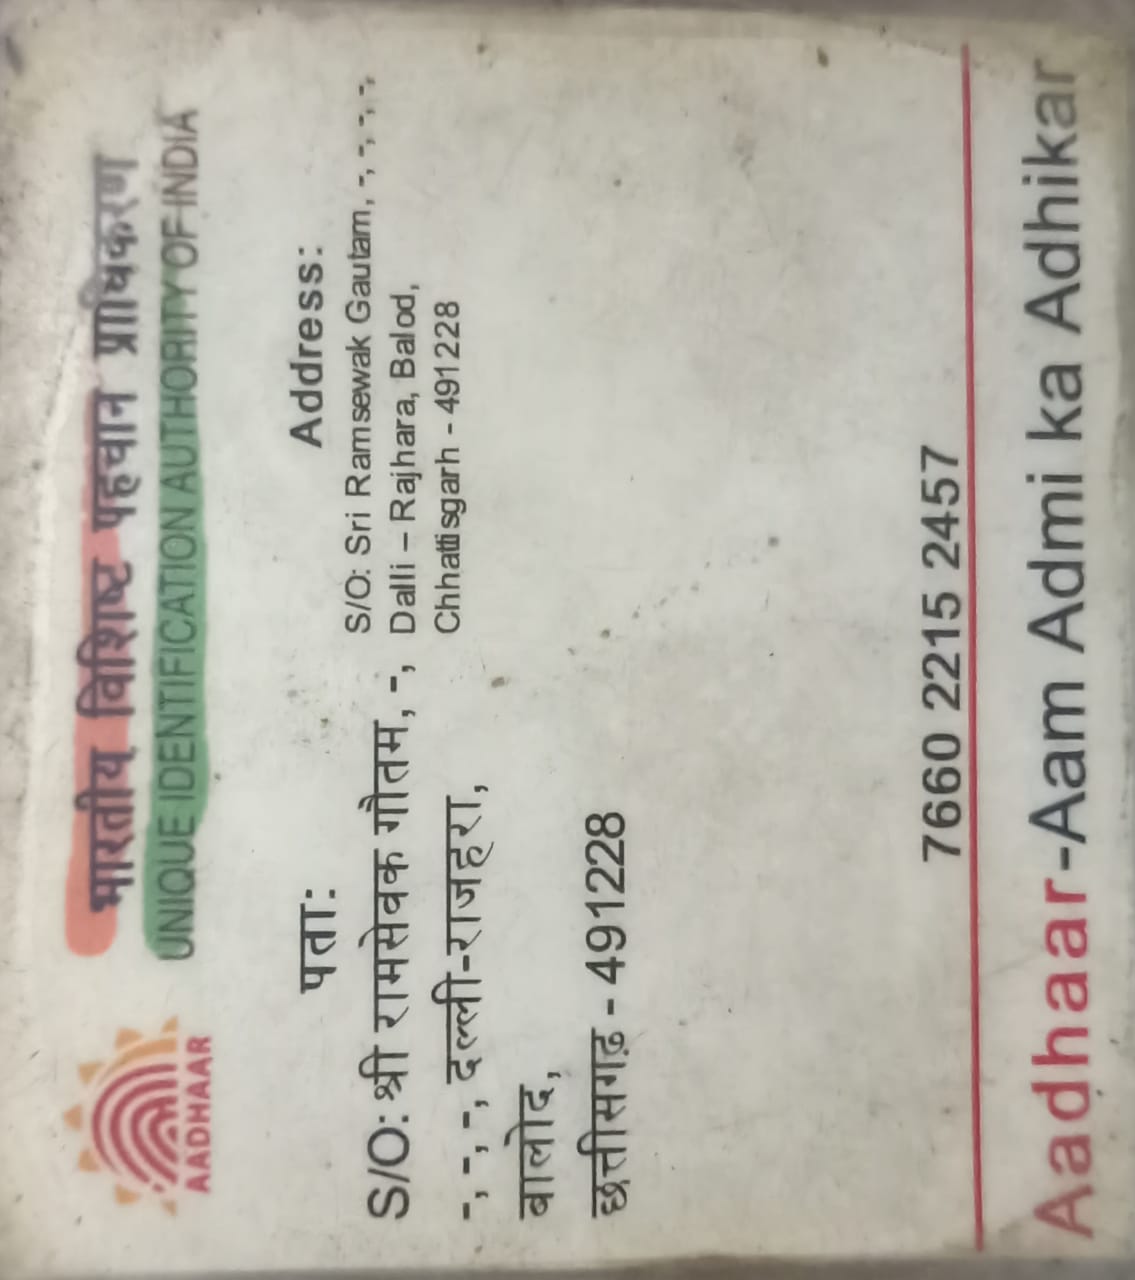 भारतीय विशिष्ट पहचान प्राधिकरण
UNIQUE IDENTIFICATION AUTHORITY OF INDIA
AADHAAR
पता:
S/O: श्री रामसेवक गौतम, -,
-, -, -, दल्ली-राजहरा,
बालोद,
छत्तीसगढ़ - 491228
Address:
S/O: Sri Ramsewak Gautam, -, -, -, -,
Dalli – Rajhara, Balod,
Chhattisgarh - 491228
7660 2215 2457
Aadhaar-Aam Admi ka Adhikar